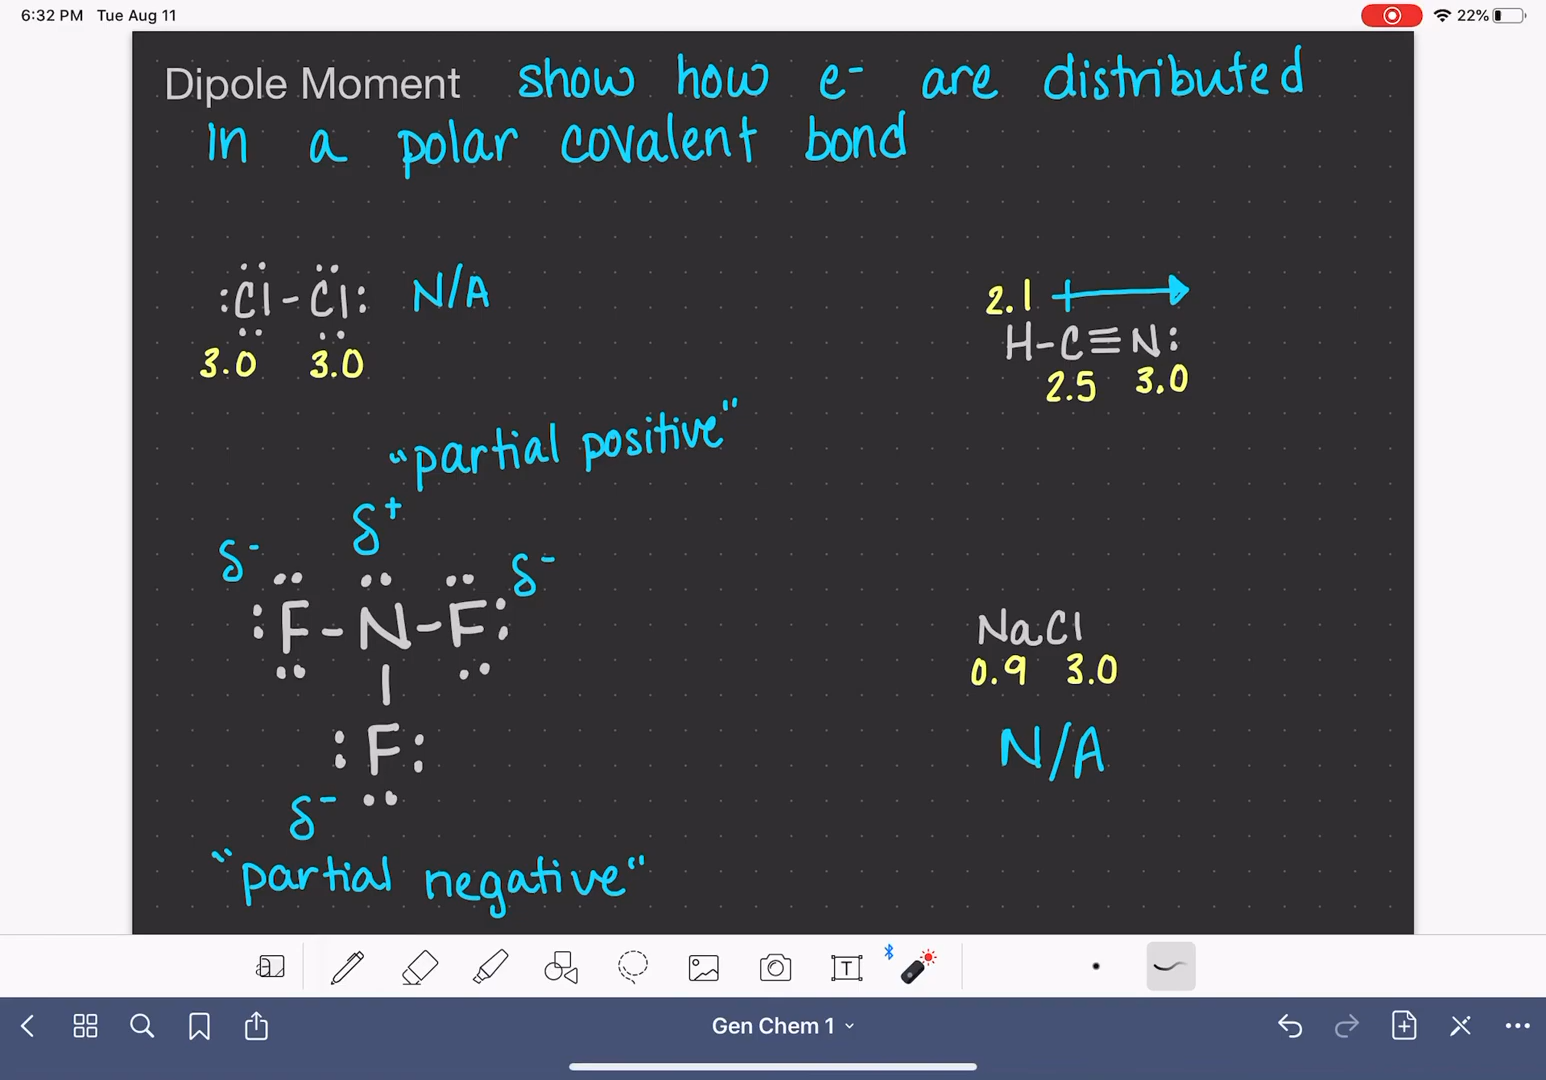 6:32 PM Tue Aug 11
22%
Dipole Moment show how e⁻ are distributed
in a polar covalent bond
:Cl-Cl: N/A
3.0 3.0
2.1
H-C≡N:
2.5 3.0
"partial positive"
δ⁺
δ⁻ δ⁻
:F-N-F:
:F:
δ⁻
"partial negative"
NaCl
0.9 3.0
N/A
T
Gen Chem 1